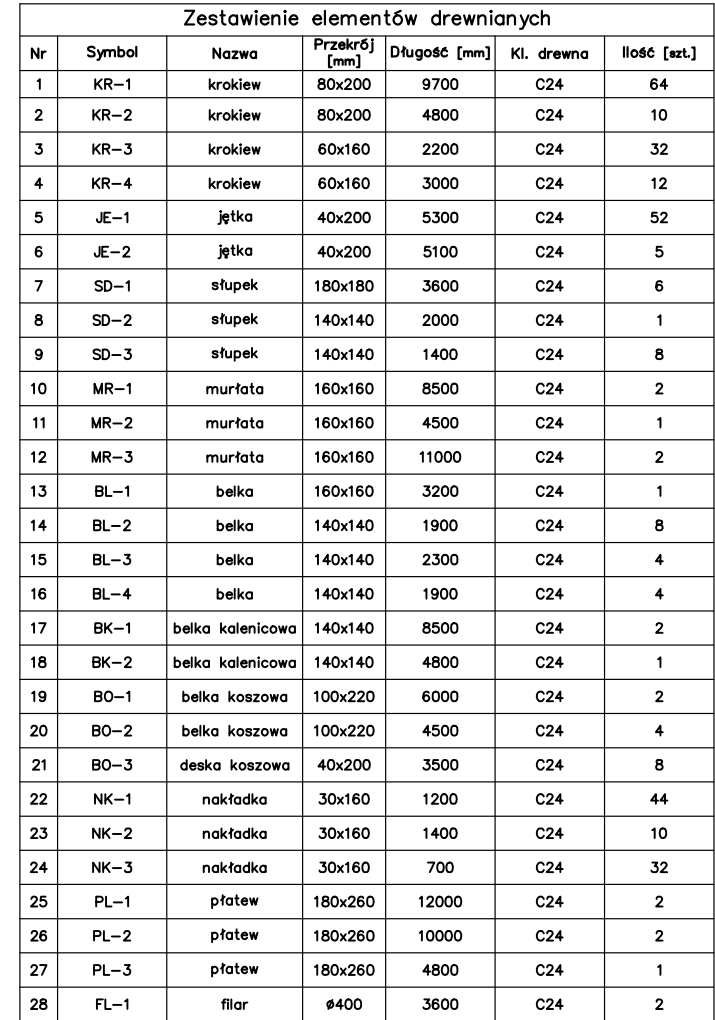 Zestawienie elementów drewnianych
Nr Symbol Nazwa Przekrój [mm] Długość [mm] Kl. drewna Ilość [szt.]
1 KR-1 krokiew 80x200 9700 C24 64
2 KR-2 krokiew 80x200 4800 C24 10
3 KR-3 krokiew 60x160 2200 C24 32
4 KR-4 krokiew 60x160 3000 C24 12
5 JE-1 jętka 40x200 5300 C24 52
6 JE-2 jętka 40x200 5100 C24 5
7 SD-1 słupek 180x180 3600 C24 6
8 SD-2 słupek 140x140 2000 C24 1
9 SD-3 słupek 140x140 1400 C24 8
10 MR-1 murłata 160x160 8500 C24 2
11 MR-2 murłata 160x160 4500 C24 1
12 MR-3 murłata 160x160 11000 C24 2
13 BL-1 belka 160x160 3200 C24 1
14 BL-2 belka 140x140 1900 C24 8
15 BL-3 belka 140x140 2300 C24 4
16 BL-4 belka 140x140 1900 C24 4
17 BK-1 belka kalenicowa 140x140 8500 C24 2
18 BK-2 belka kalenicowa 140x140 4800 C24 1
19 BO-1 belka koszowa 100x220 6000 C24 2
20 BO-2 belka koszowa 100x220 4500 C24 4
21 BO-3 deska koszowa 40x200 3500 C24 8
22 NK-1 nakładka 30x160 1200 C24 44
23 NK-2 nakładka 30x160 1400 C24 10
24 NK-3 nakładka 30x160 700 C24 32
25 PL-1 płatew 180x260 12000 C24 2
26 PL-2 płatew 180x260 10000 C24 2
27 PL-3 płatew 180x260 4800 C24 1
28 FL-1 filar ø400 3600 C24 2